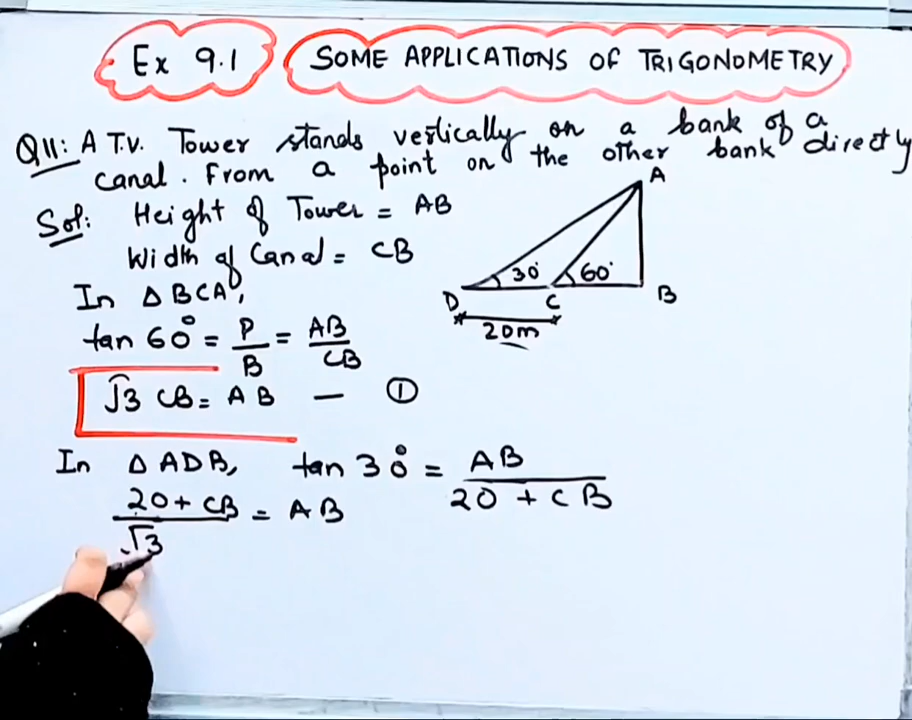 Ex 9.1 SOME APPLICATIONS OF TRIGONOMETRY
Q11: A T.V. Tower stands vertically on a bank of a
canal. From a point on the other bank directly
Sol: Height of Tower = AB
Width of Canal = CB
In △ BCA,
tan 60° = P/B = AB/CB
√3 CB = AB — ①
In △ ADB, tan 30° = AB/20 + CB
20 + CB/√3 = AB
A
30° 60°
D C B
20m